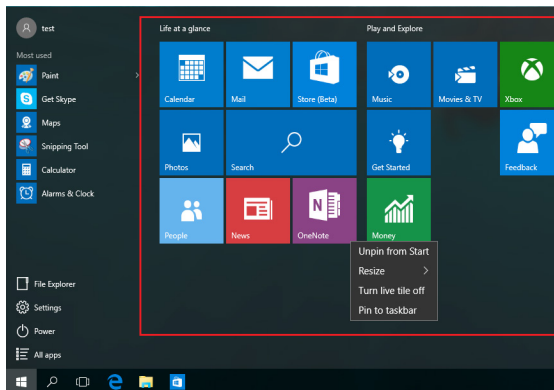 test
Most used
Paint
Get Skype
Maps
Snipping Tool
Calculator
Alarms & Clock
File Explorer
Settings
Power
All apps
Life at a glance
Play and Explore
Calendar
Mail
Store (Beta)
Music
Movies & TV
Xbox
Photos
Search
Get Started
Feedback
People
News
N
OneNote
Money
Unpin from Start
Resize
Turn live tile off
Pin to taskbar